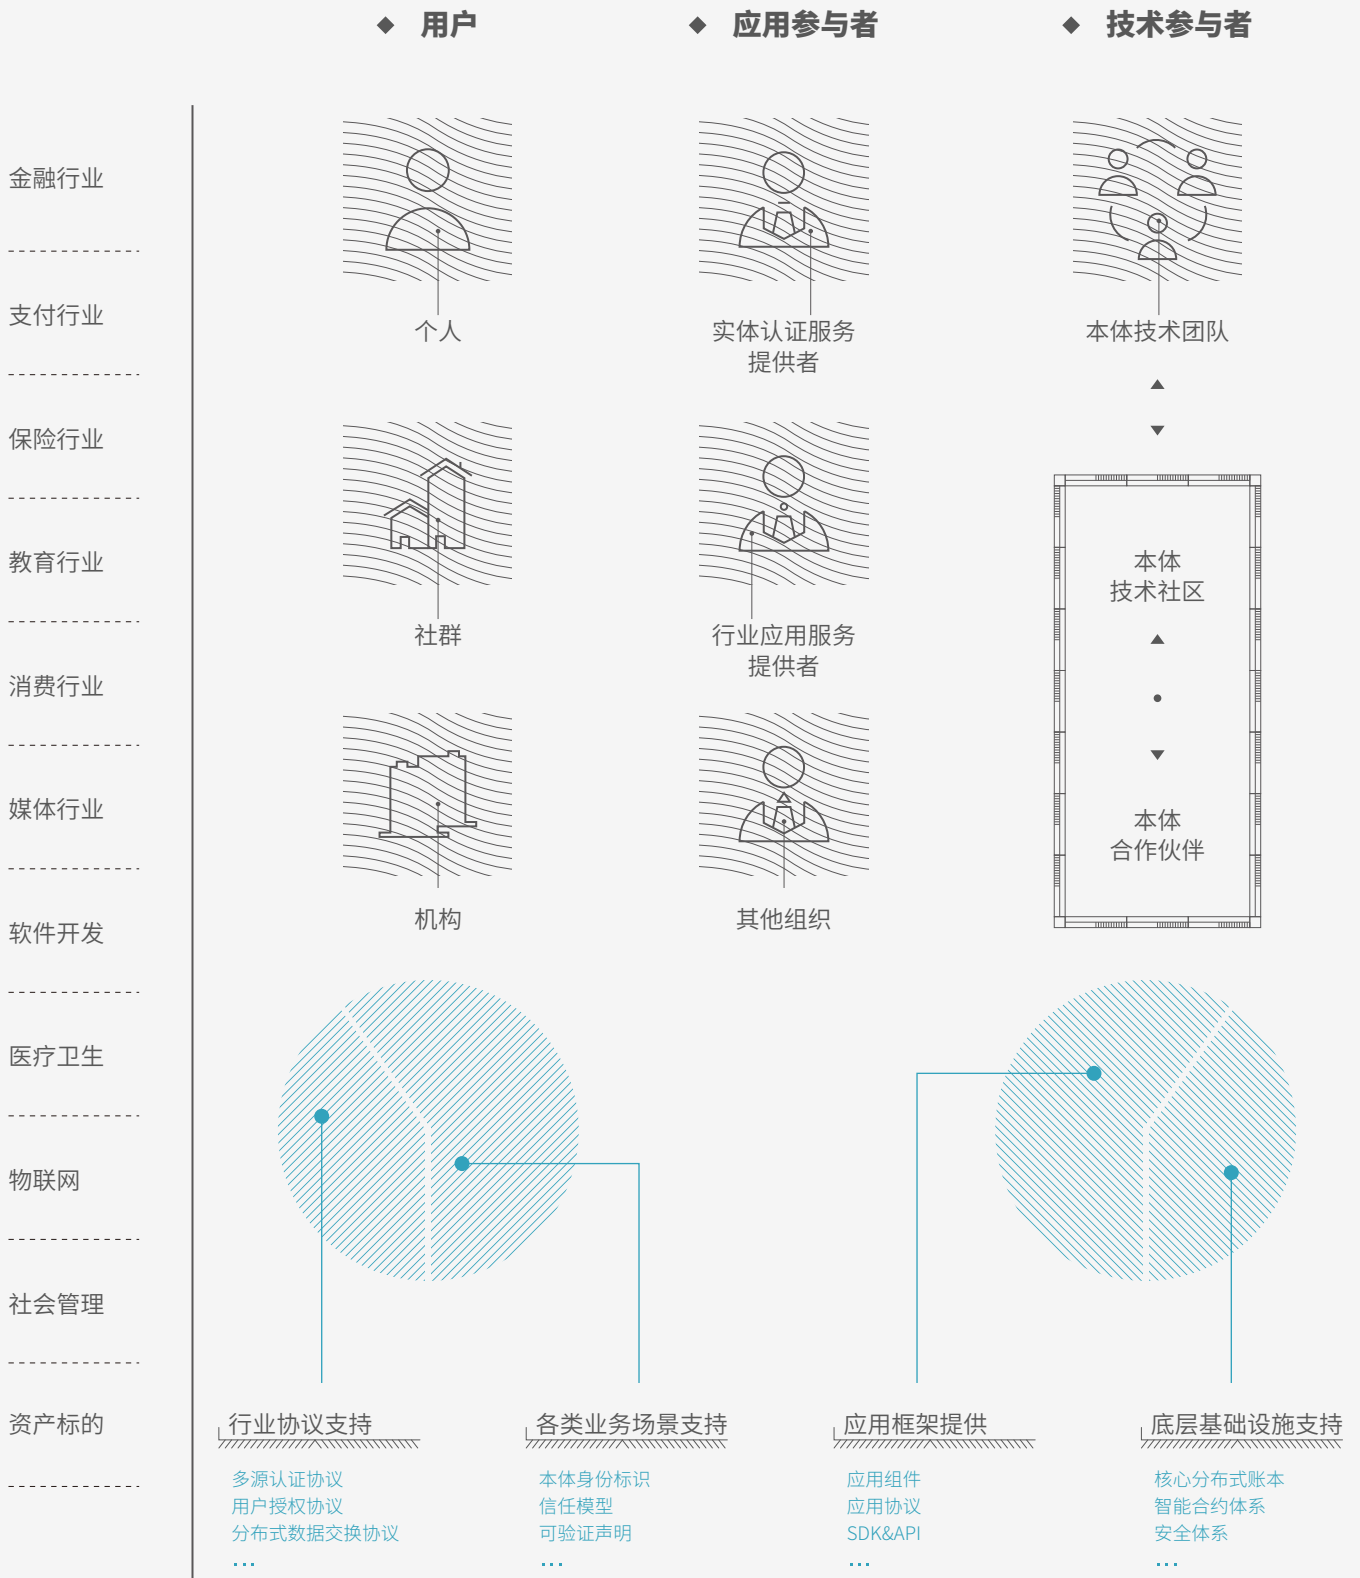 用户
应用参与者
技术参与者
金融行业
支付行业
保险行业
教育行业
消费行业
媒体行业
软件开发
医疗卫生
物联网
社会管理
资产标的
个人
实体认证服务
提供者
本体技术团队
社群
行业应用服务
提供者
本体
技术社区
本体
合作伙伴
机构
其他组织
行业协议支持
多源认证协议
用户授权协议
分布式数据交换协议
...
各类业务场景支持
本体身份标识
信任模型
可验证声明
...
应用框架提供
应用组件
应用协议
SDK&API
...
底层基础设施支持
核心分布式账本
智能合约体系
安全体系
...